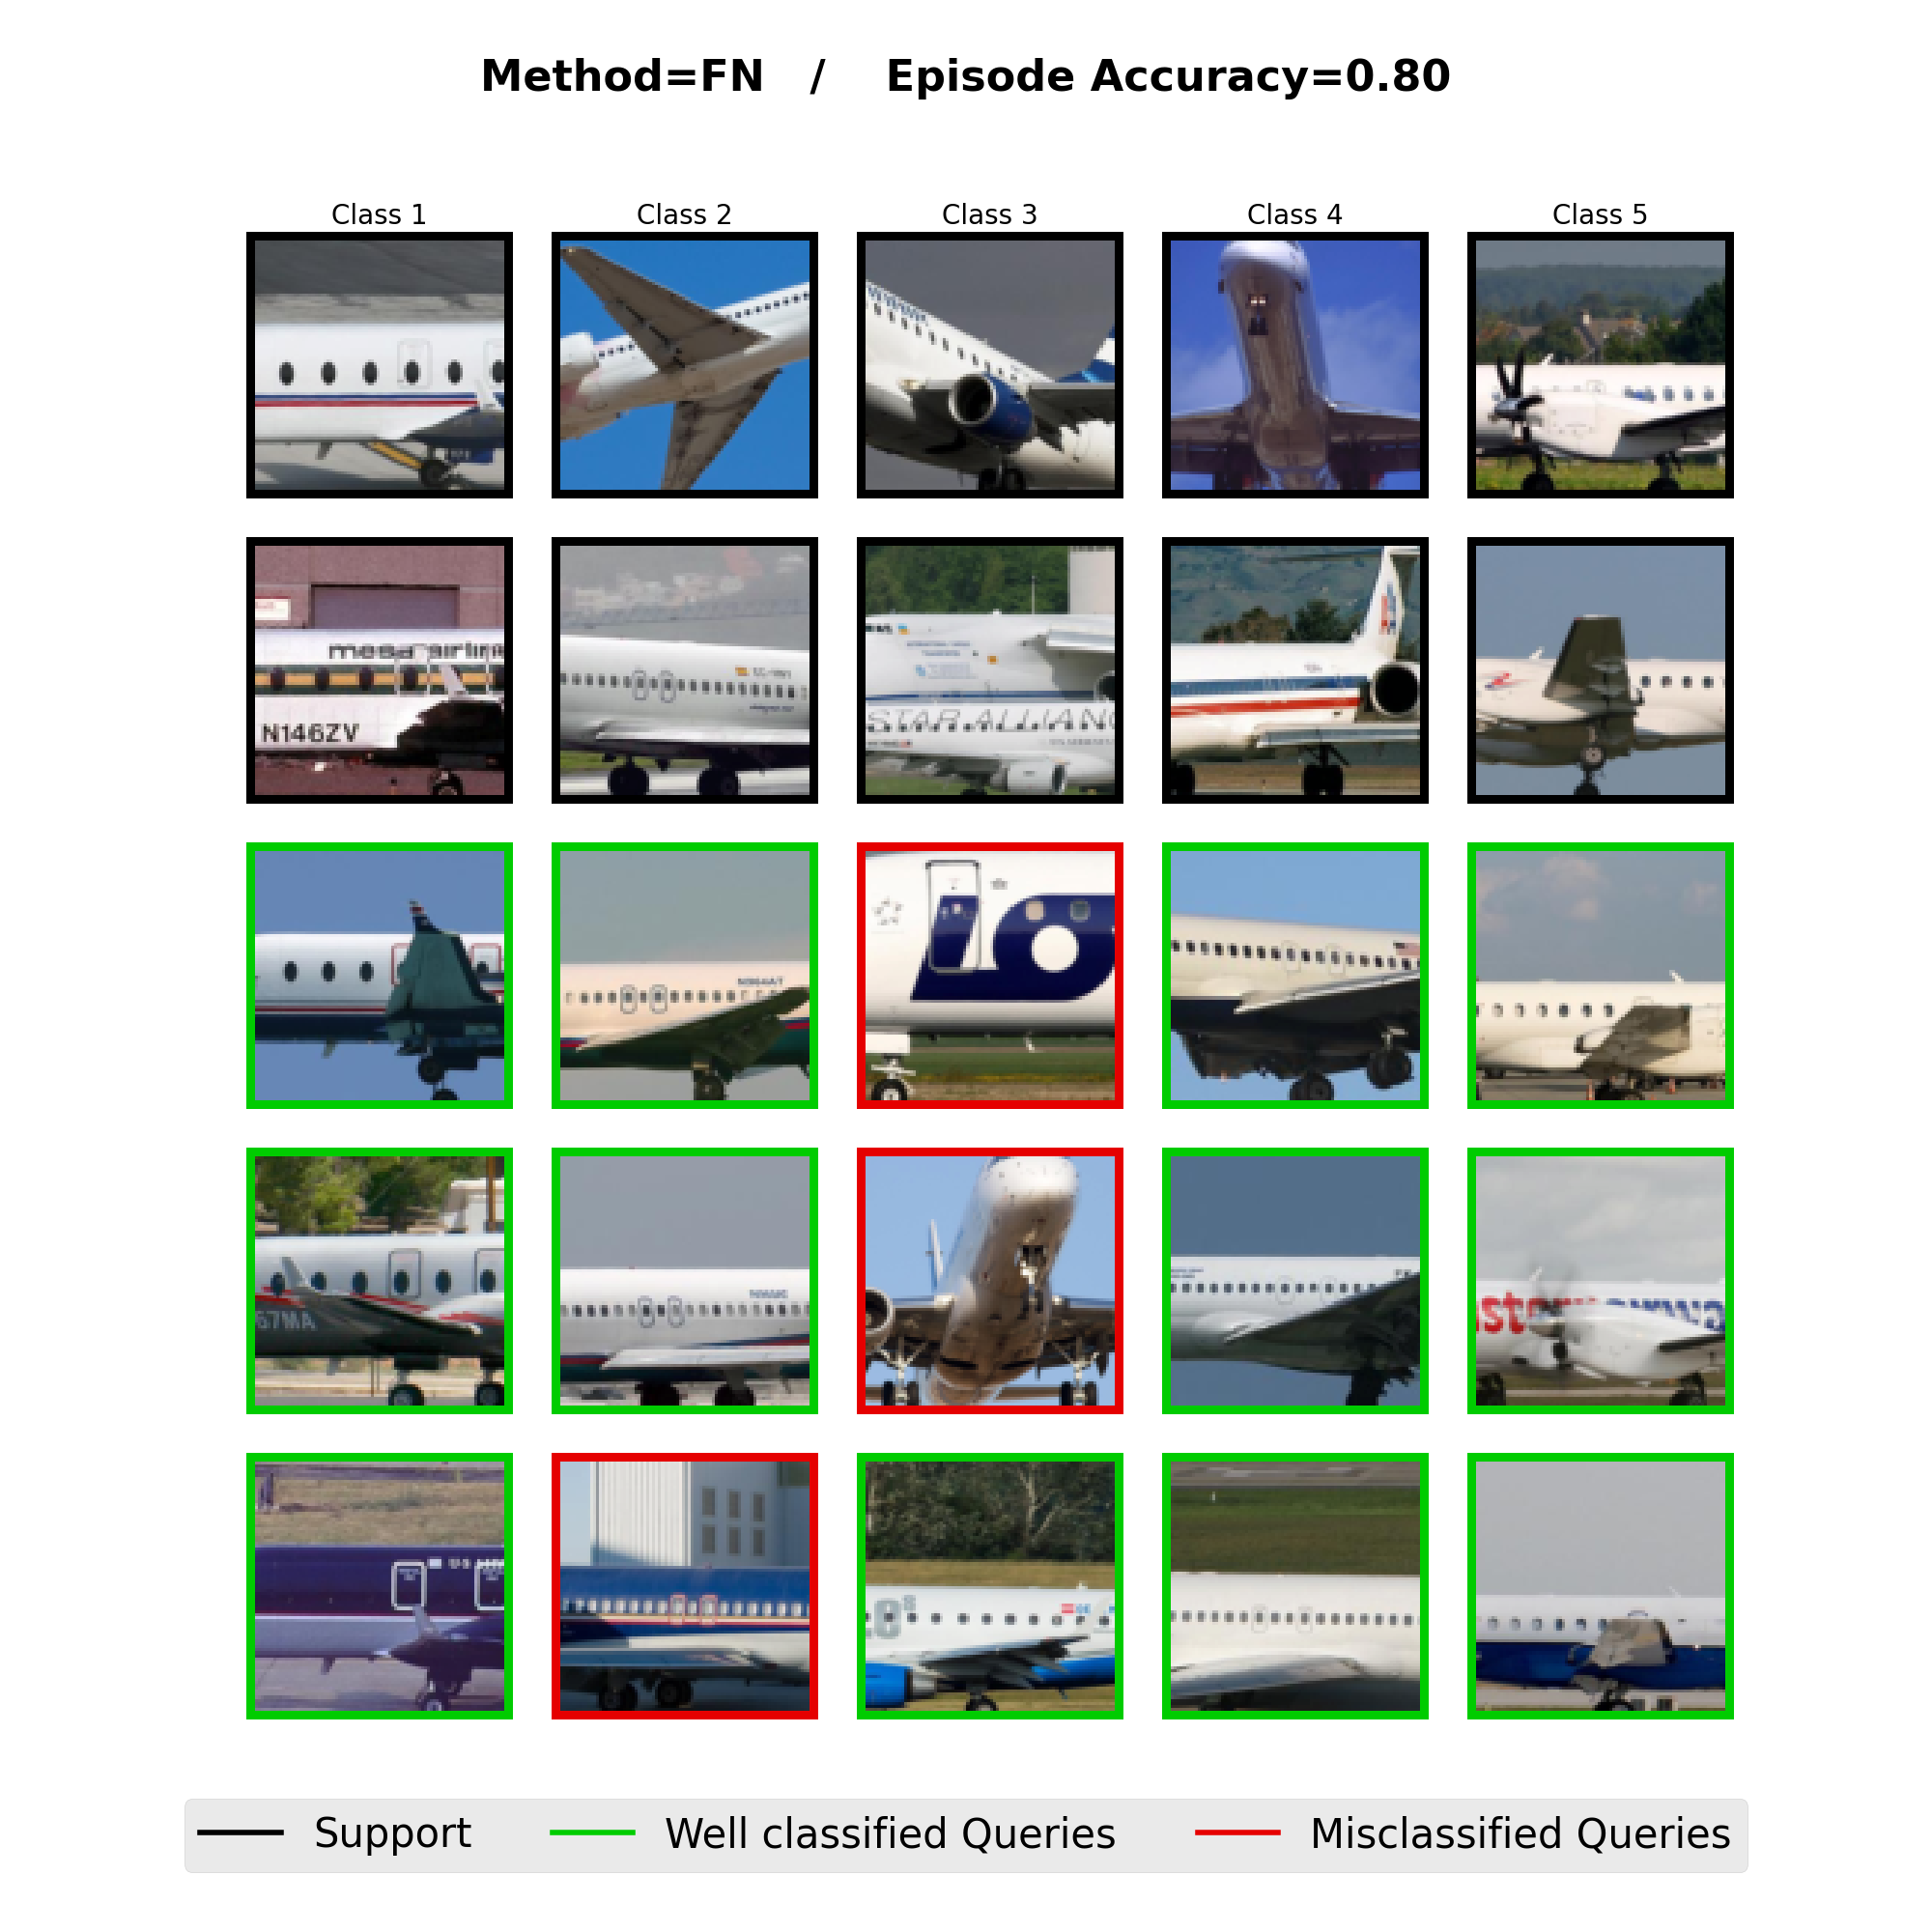 Method=FN / Episode Accuracy=0.80
Class 1 Class 2 Class 3 Class 4 Class 5
mesa airlin
N146ZV
STAR ALLIANC
67MA
Support Well classified Queries Misclassified Queries